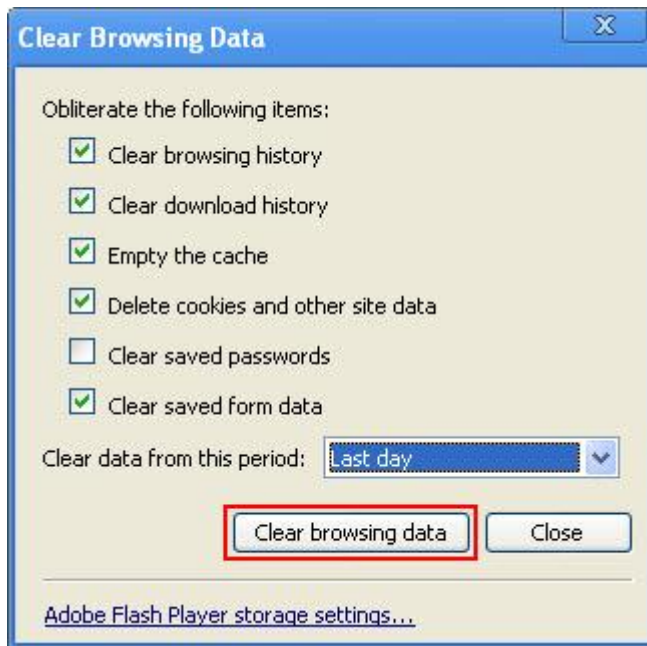 Clear Browsing Data
Obliterate the following items:
Clear browsing history
Clear download history
Empty the cache
Delete cookies and other site data
Clear saved passwords
Clear saved form data
Clear data from this period: Last day
Clear browsing data Close
Adobe Flash Player storage settings...